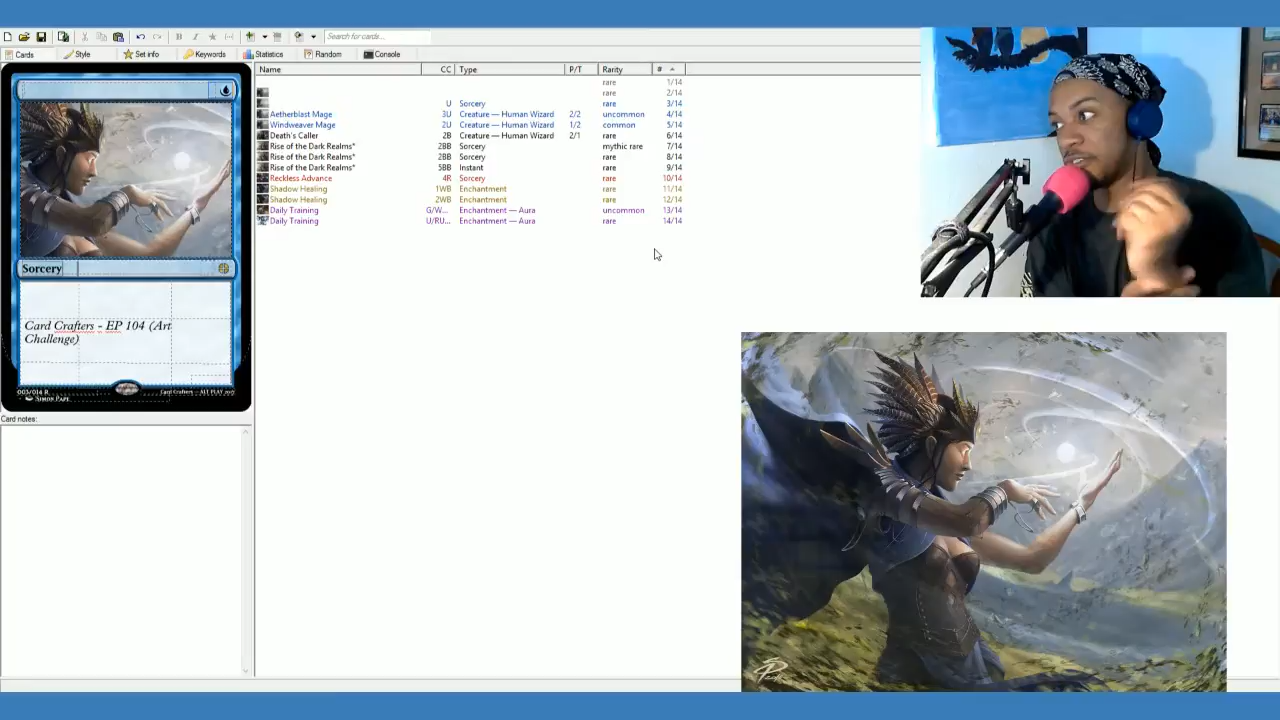 Search for cards...
Cards Style Set info Keywords Statistics Random Console
Name CC Type P/T Rarity #
rare 1/14
rare 2/14
U Sorcery rare 3/14
Aetherblast Mage 3U Creature — Human Wizard 2/2 uncommon 4/14
Windweaver Mage 2U Creature — Human Wizard 1/2 common 5/14
Death's Caller 2B Creature — Human Wizard 2/1 rare 6/14
Rise of the Dark Realms* 2BB Sorcery mythic rare 7/14
Rise of the Dark Realms* 2BB Sorcery rare 8/14
Rise of the Dark Realms* 5BB Instant rare 9/14
Reckless Advance 4R Sorcery rare 10/14
Shadow Healing 1WB Enchantment rare 11/14
Shadow Healing 2WB Enchantment rare 12/14
Daily Training G/W... Enchantment — Aura uncommon 13/14
Daily Training U/RU... Enchantment — Aura rare 14/14
Sorcery
Card Crafters - EP 104 (Art
Challenge)
003/014 R
Simon Pape
Card notes: